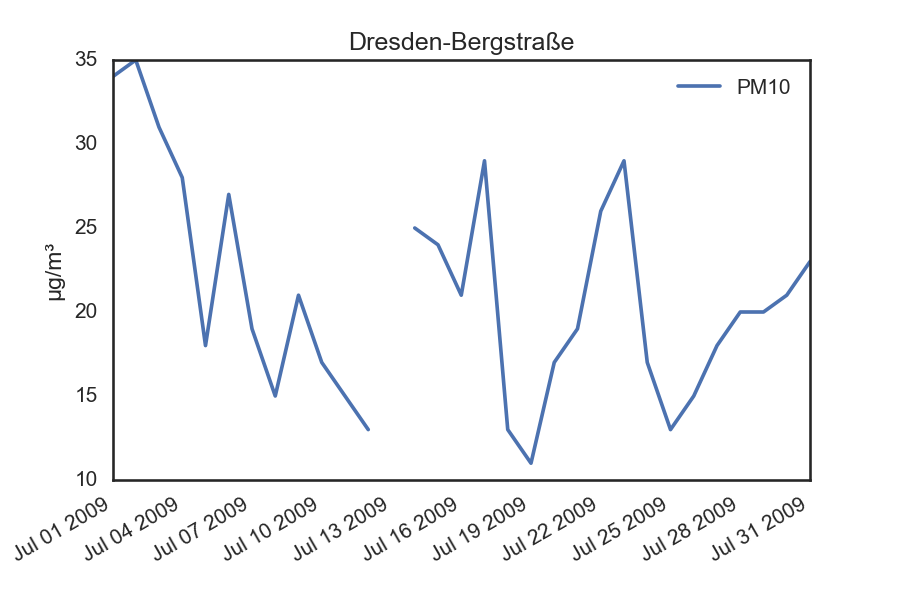 Dresden-Bergstraße
PM10
µg/m³
35
30
25
20
15
10
Jul 01 2009
Jul 04 2009
Jul 07 2009
Jul 10 2009
Jul 13 2009
Jul 16 2009
Jul 19 2009
Jul 22 2009
Jul 25 2009
Jul 28 2009
Jul 31 2009